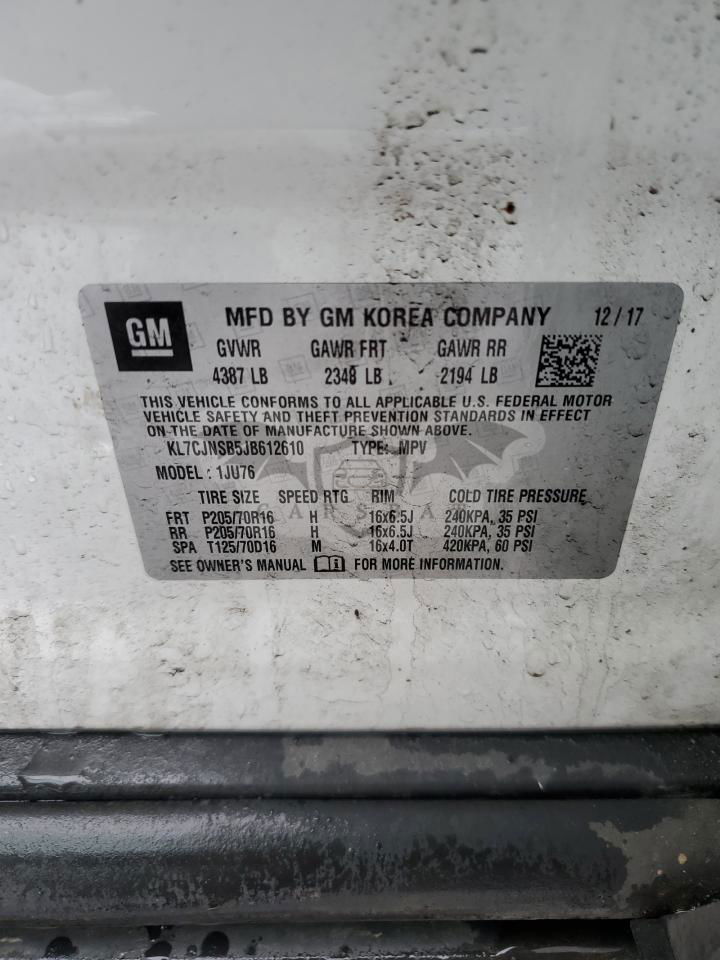 GM MFD BY GM KOREA COMPANY 12/17
GVWR GAWR FRT GAWR RR
4387 LB 2348 LB 2194 LB
THIS VEHICLE CONFORMS TO ALL APPLICABLE U.S. FEDERAL MOTOR
VEHICLE SAFETY AND THEFT PREVENTION STANDARDS IN EFFECT
ON THE DATE OF MANUFACTURE SHOWN ABOVE.
KL7CJNSB5JB612610 TYPE: MPV
MODEL : 1JU76
TIRE SIZE SPEED RTG RIM COLD TIRE PRESSURE
FRT P205/70R16 H 16x6.5J 240KPA, 35 PSI
RR P205/70R16 H 16x6.5J 240KPA, 35 PSI
SPA T125/70D16 M 16x4.0T 420KPA, 60 PSI
SEE OWNER'S MANUAL FOR MORE INFORMATION.